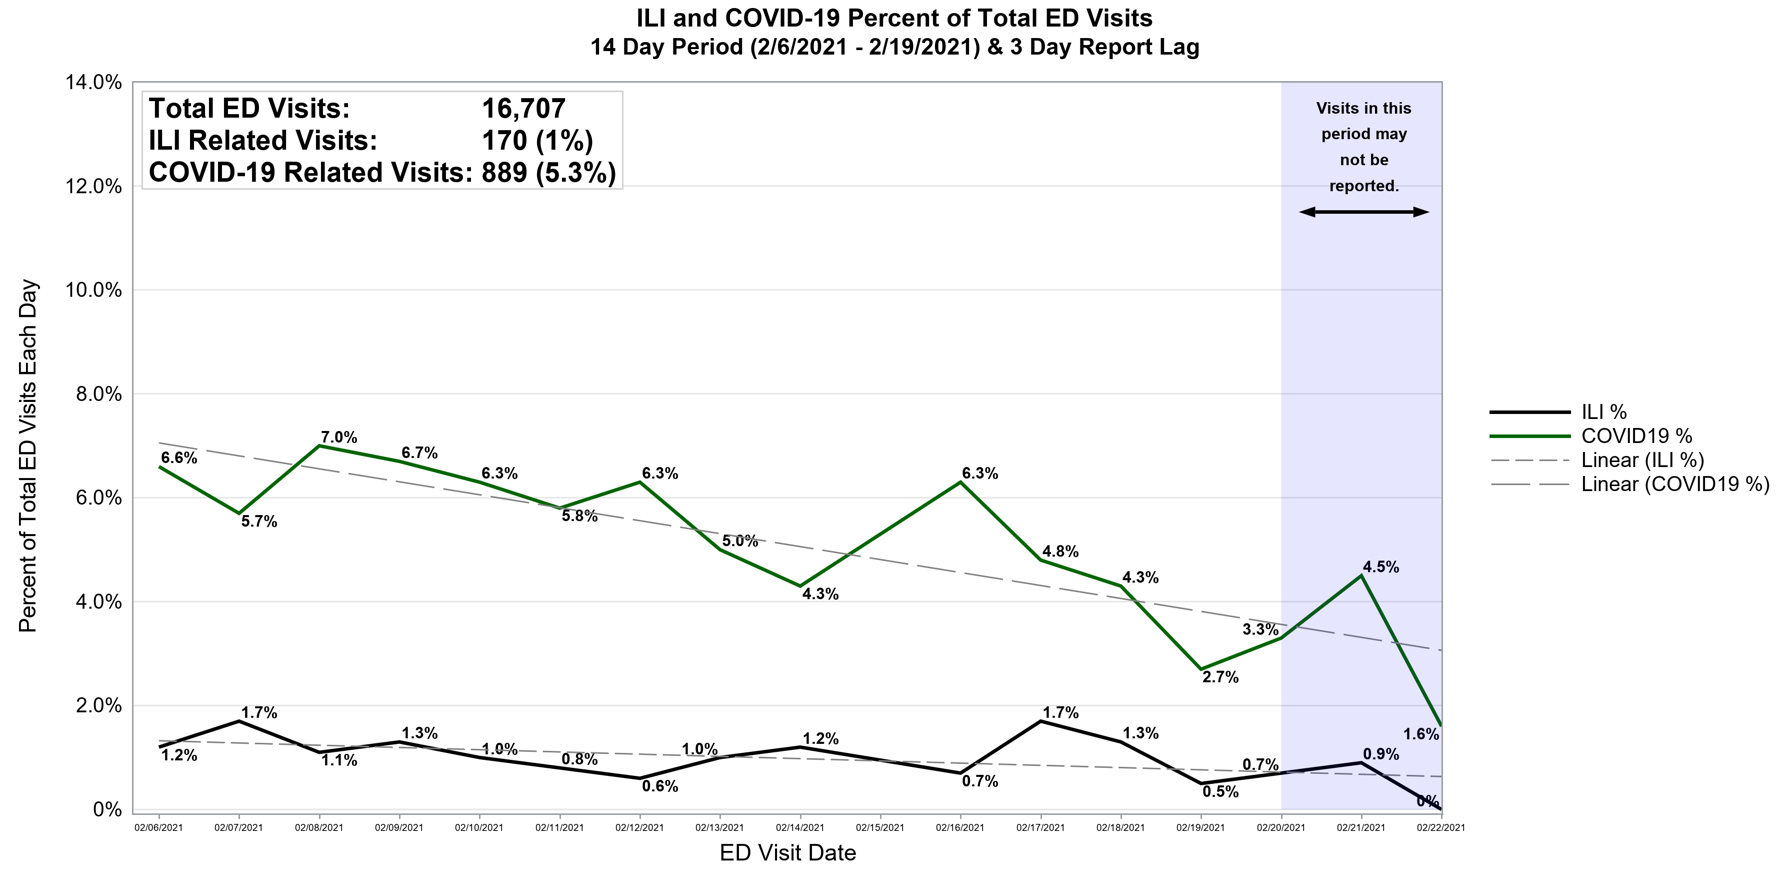 ILI and COVID-19 Percent of Total ED Visits
14 Day Period (2/6/2021 - 2/19/2021) & 3 Day Report Lag
14.0%
12.0%
10.0%
8.0%
6.0%
4.0%
2.0%
0%
Percent of Total ED Visits Each Day
Total ED Visits: 16,707
ILI Related Visits: 170 (1%)
COVID-19 Related Visits: 889 (5.3%)
Visits in this
period may
not be
reported.
6.6%
5.7%
7.0%
6.7%
6.3%
5.8%
6.3%
5.0%
4.3%
6.3%
4.8%
4.3%
2.7%
3.3%
4.5%
1.6%
1.2%
1.7%
1.1%
1.3%
1.0%
0.8%
0.6%
1.0%
1.2%
0.7%
1.7%
1.3%
0.5%
0.7%
0.9%
0%
02/06/2021 02/07/2021 02/08/2021 02/09/2021 02/10/2021 02/11/2021 02/12/2021 02/13/2021 02/14/2021 02/15/2021 02/16/2021 02/17/2021 02/18/2021 02/19/2021 02/20/2021 02/21/2021 02/22/2021
ED Visit Date
ILI %
COVID19 %
Linear (ILI %)
Linear (COVID19 %)